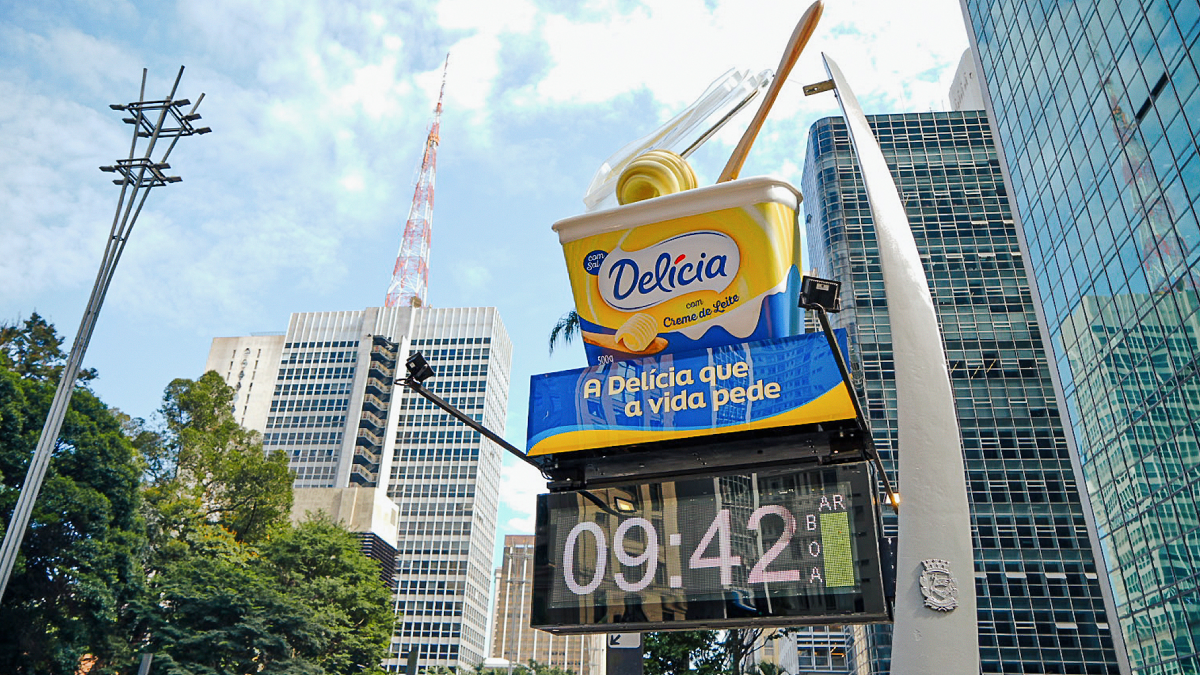 com
Sal
Delícia
com
Creme de Leite
500g
A Delícia que
a vida pede
09:42
AR
BOA